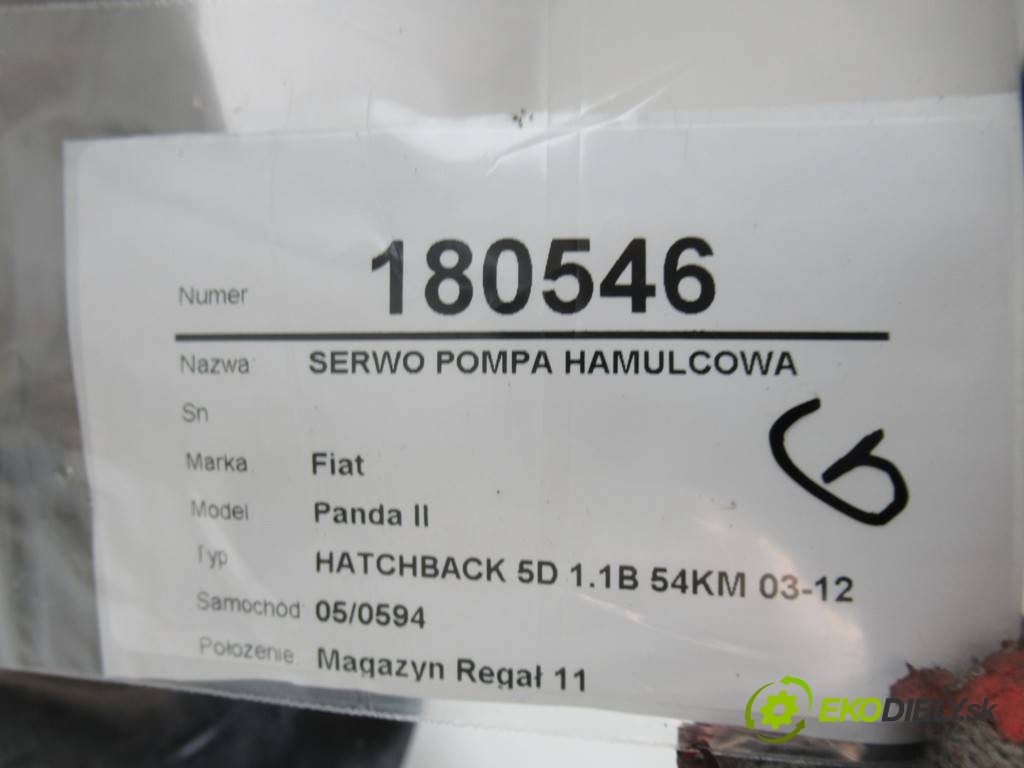 Numer 180546
Nazwa: SERWO POMPA HAMULCOWA
Sn
Marka Fiat
Model Panda II
Typ HATCHBACK 5D 1.1B 54KM 03-12
Samochód 05/0594
Położenie Magazyn Regał 11
6
EKODIELY.sk